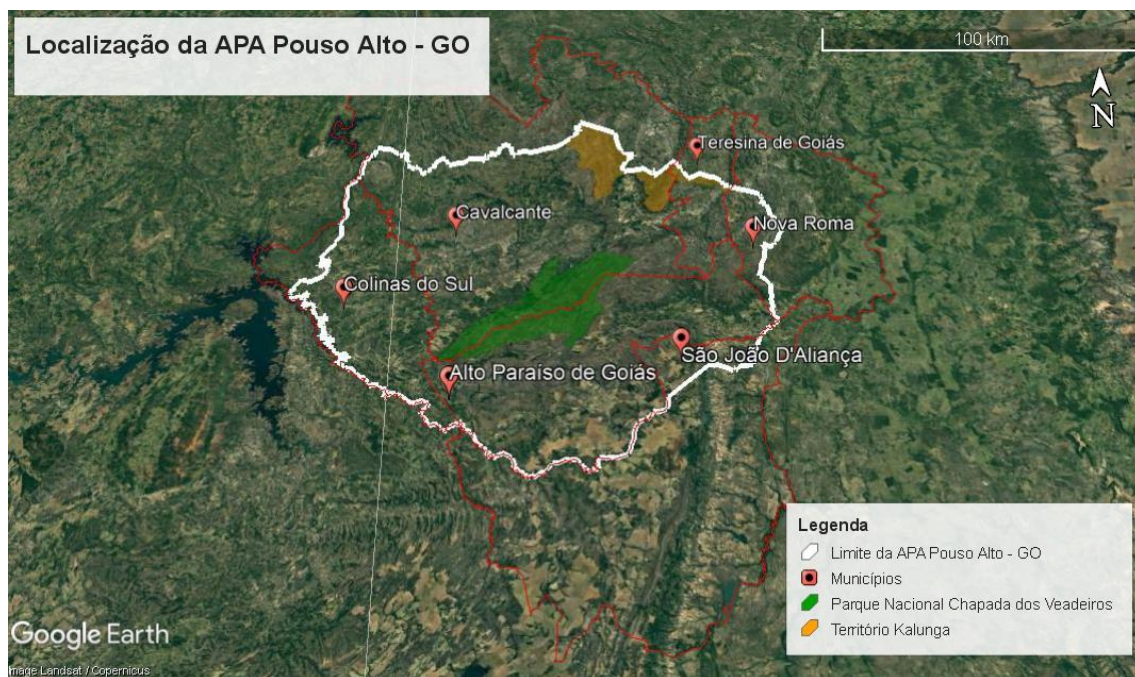 Localização da APA Pouso Alto - GO
100 km
N
Teresina de Goiás
Cavalcante
Nova Roma
Colinas do Sul
São João D'Aliança
Alto Paraíso de Goiás
Legenda
Limite da APA Pouso Alto - GO
Municípios
Parque Nacional Chapada dos Veadeiros
Território Kalunga
Google Earth
Image Landsat / Copernicus